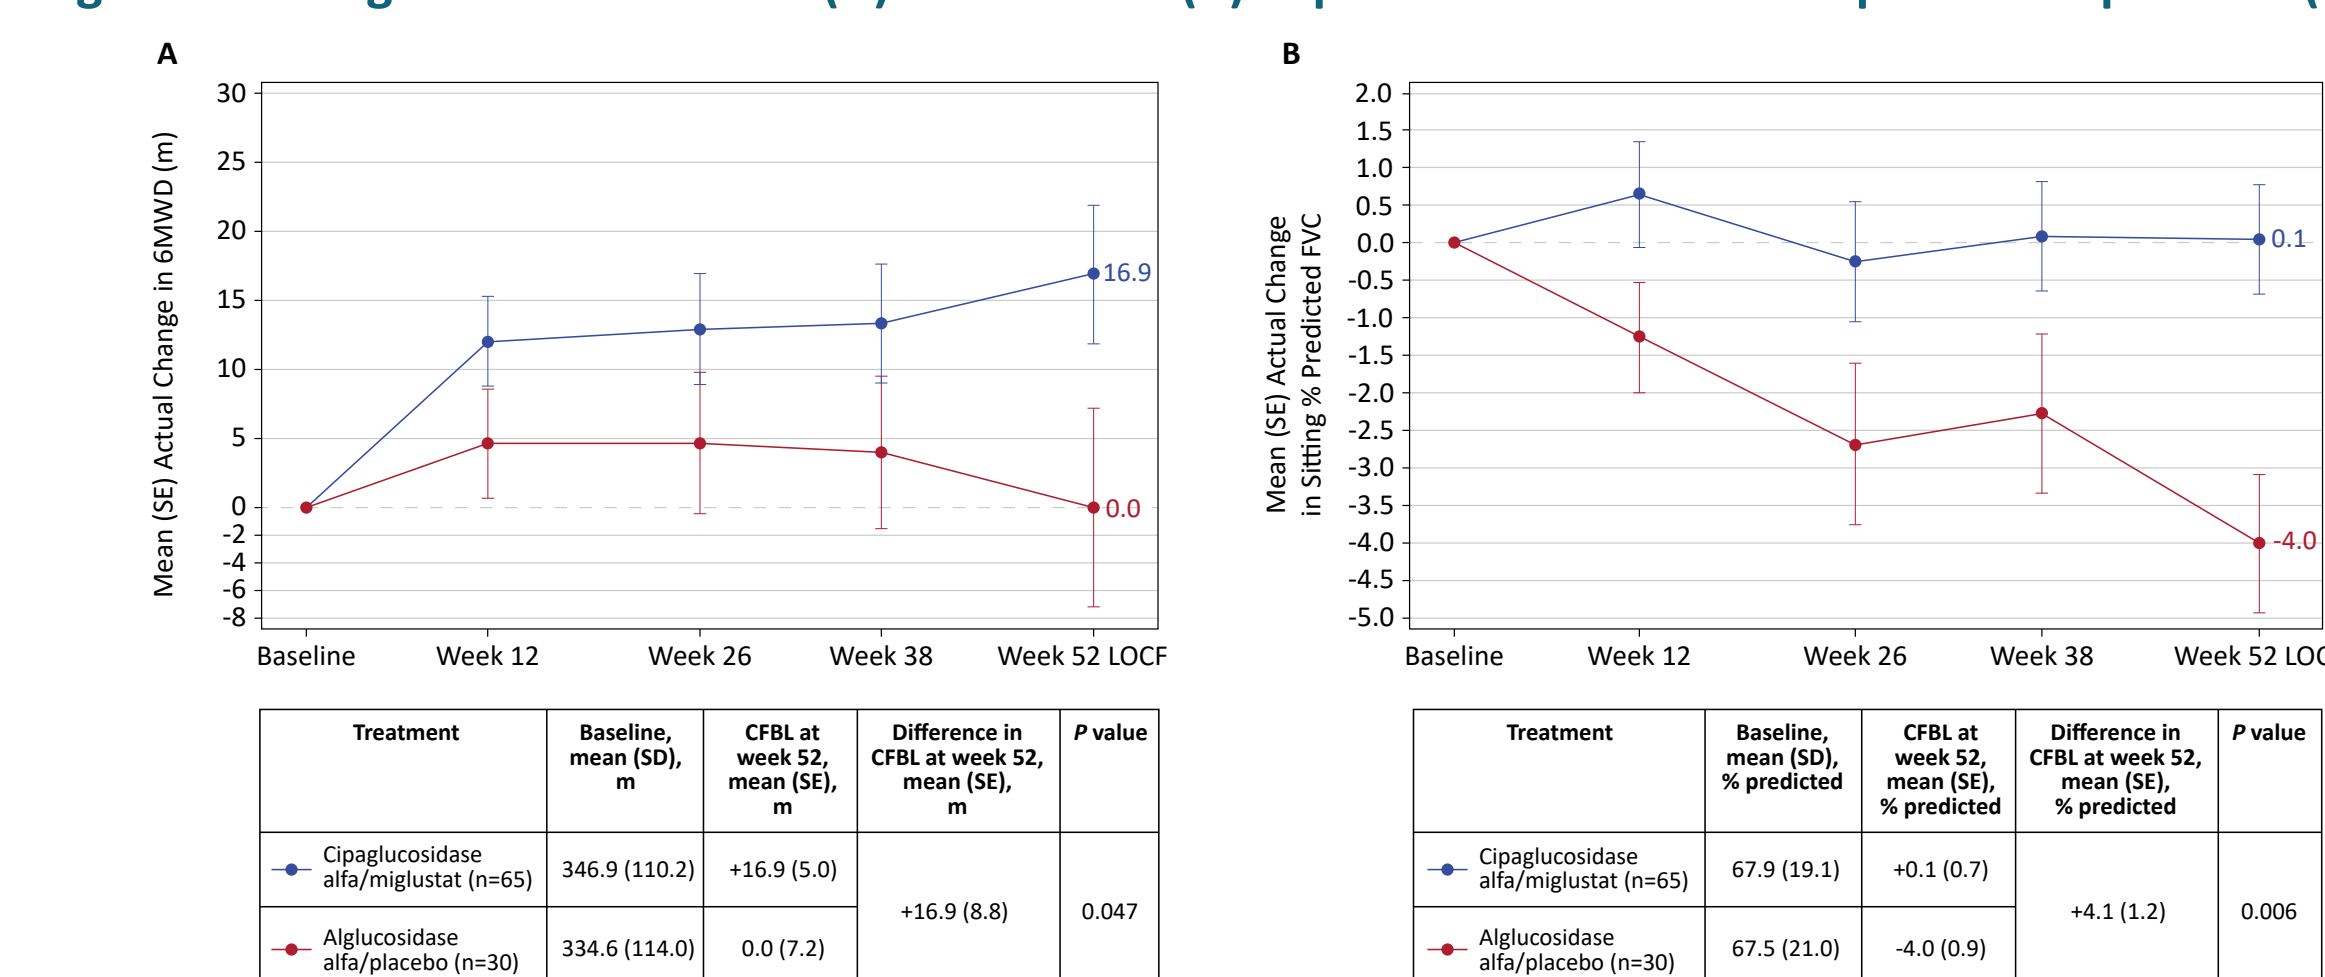 A
30
25
20
15
10
5
0
-2
-4
-6
-8
Mean (SE) Actual Change in 6MWD (m)
16.9
0.0
Baseline
Week 12
Week 26
Week 38
Week 52 LOCF
Treatment
Baseline,
mean (SD),
m
CFBL at
week 52,
mean (SE),
m
Difference in
CFBL at week 52,
mean (SE),
m
P value
Cipaglucosidase
alfa/miglustat (n=65)
346.9 (110.2)
+16.9 (5.0)
+16.9 (8.8)
0.047
Alglucosidase
alfa/placebo (n=30)
334.6 (114.0)
0.0 (7.2)
B
2.0
1.5
1.0
0.5
0.0
-0.5
-1.0
-1.5
-2.0
-2.5
-3.0
-3.5
-4.0
-4.5
-5.0
Mean (SE) Actual Change
in Sitting % Predicted FVC
0.1
-4.0
Baseline
Week 12
Week 26
Week 38
Week 52
Treatment
Baseline,
mean (SD),
% predicted
CFBL at
week 52,
mean (SE),
% predicted
Difference in
CFBL at week 52,
mean (SE),
% predicted
P value
Cipaglucosidase
alfa/miglustat (n=65)
67.9 (19.1)
+0.1 (0.7)
+4.1 (1.2)
0.006
Alglucosidase
alfa/placebo (n=30)
67.5 (21.0)
-4.0 (0.9)